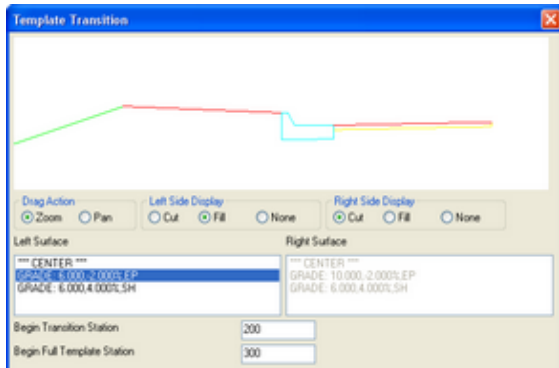 Template Transition
Drag Action
Zoom Pan
Left Side Display
Cut Fill None
Right Side Display
Cut Fill None
Left Surface
*** CENTER ***
GRADE: 6.000,-2.000%,EP
GRADE: 6.000,4.000%,SH
Right Surface
*** CENTER ***
GRADE: 10.000,-2.000%,EP
GRADE: 6.000,4.000%,SH
Begin Transition Station 200
Begin Full Template Station 300